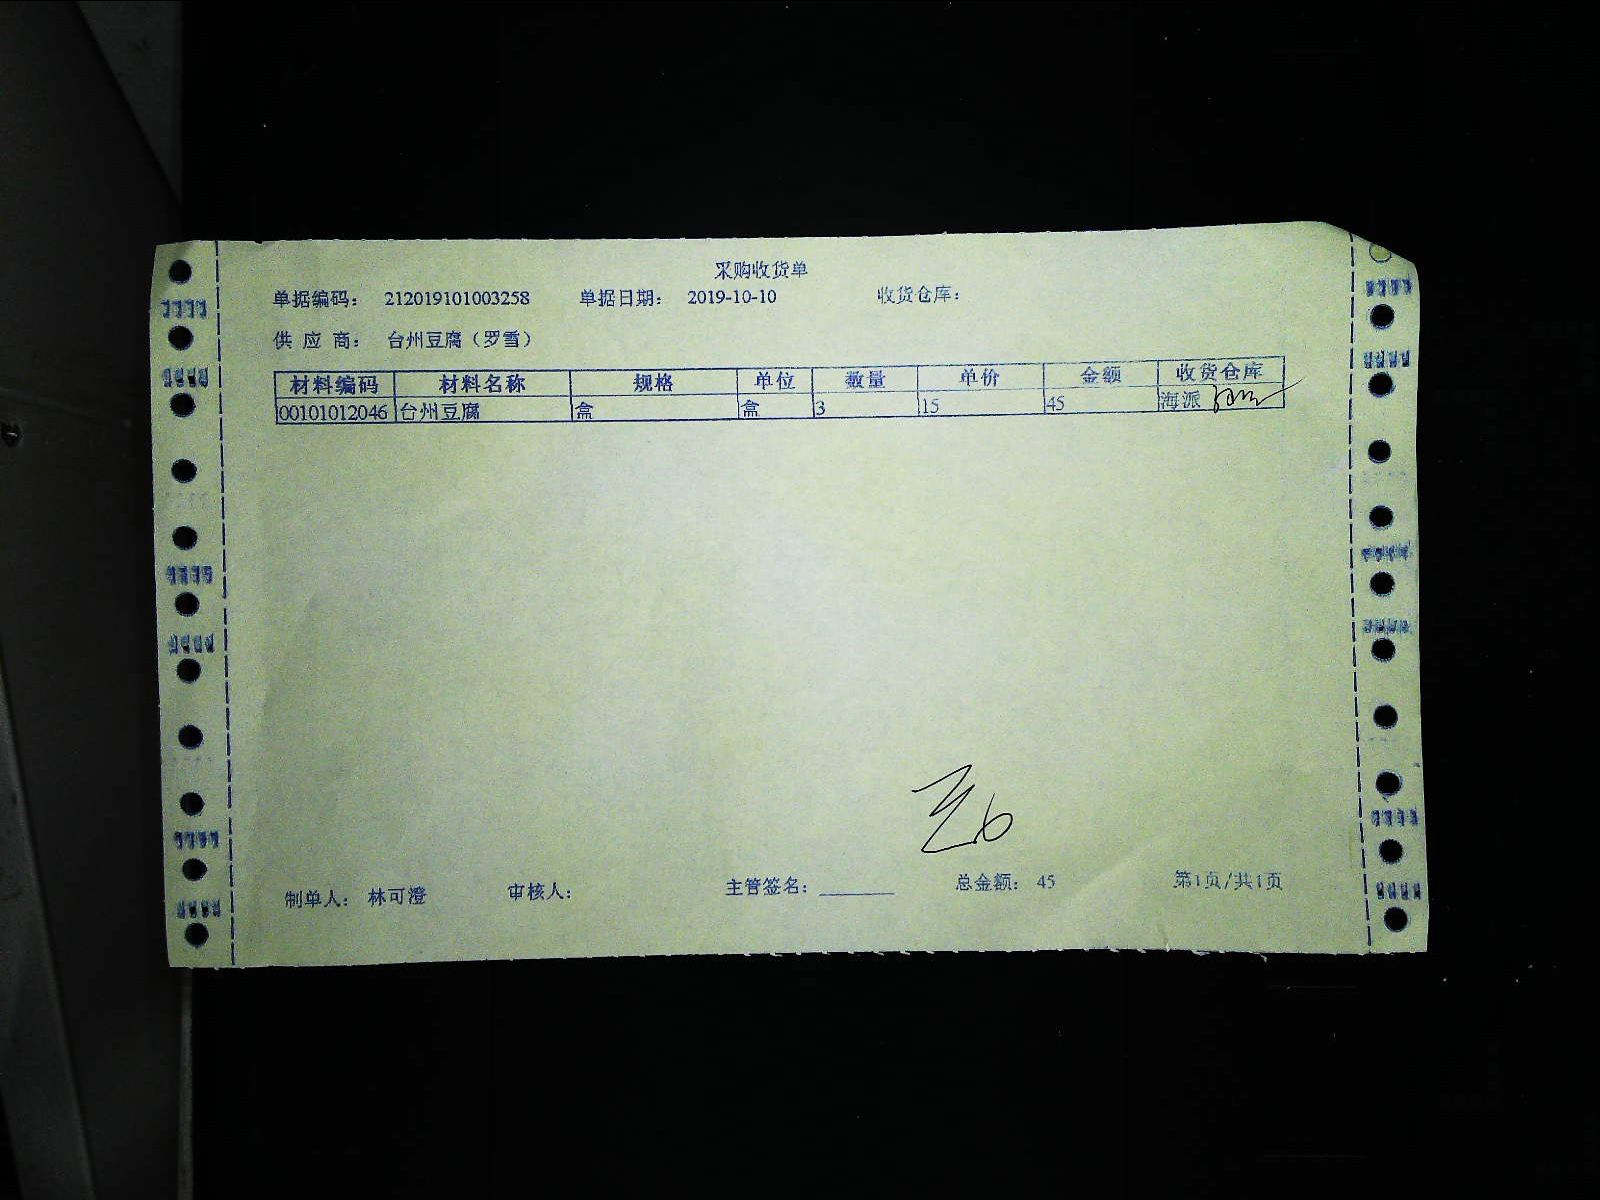 采购收货单
单据编码： 212019101003258 单据日期： 2019-10-10 收货仓库：
供 应 商： 台州豆腐（罗雪）
材料编码 材料名称 规格 单位 数量 单价 金额 收货仓库
00101012046 台州豆腐 盒 盒 3 15 45 海派
制单人： 林可澄 审核人： 主管签名：________ 总金额： 45 第1页/共1页